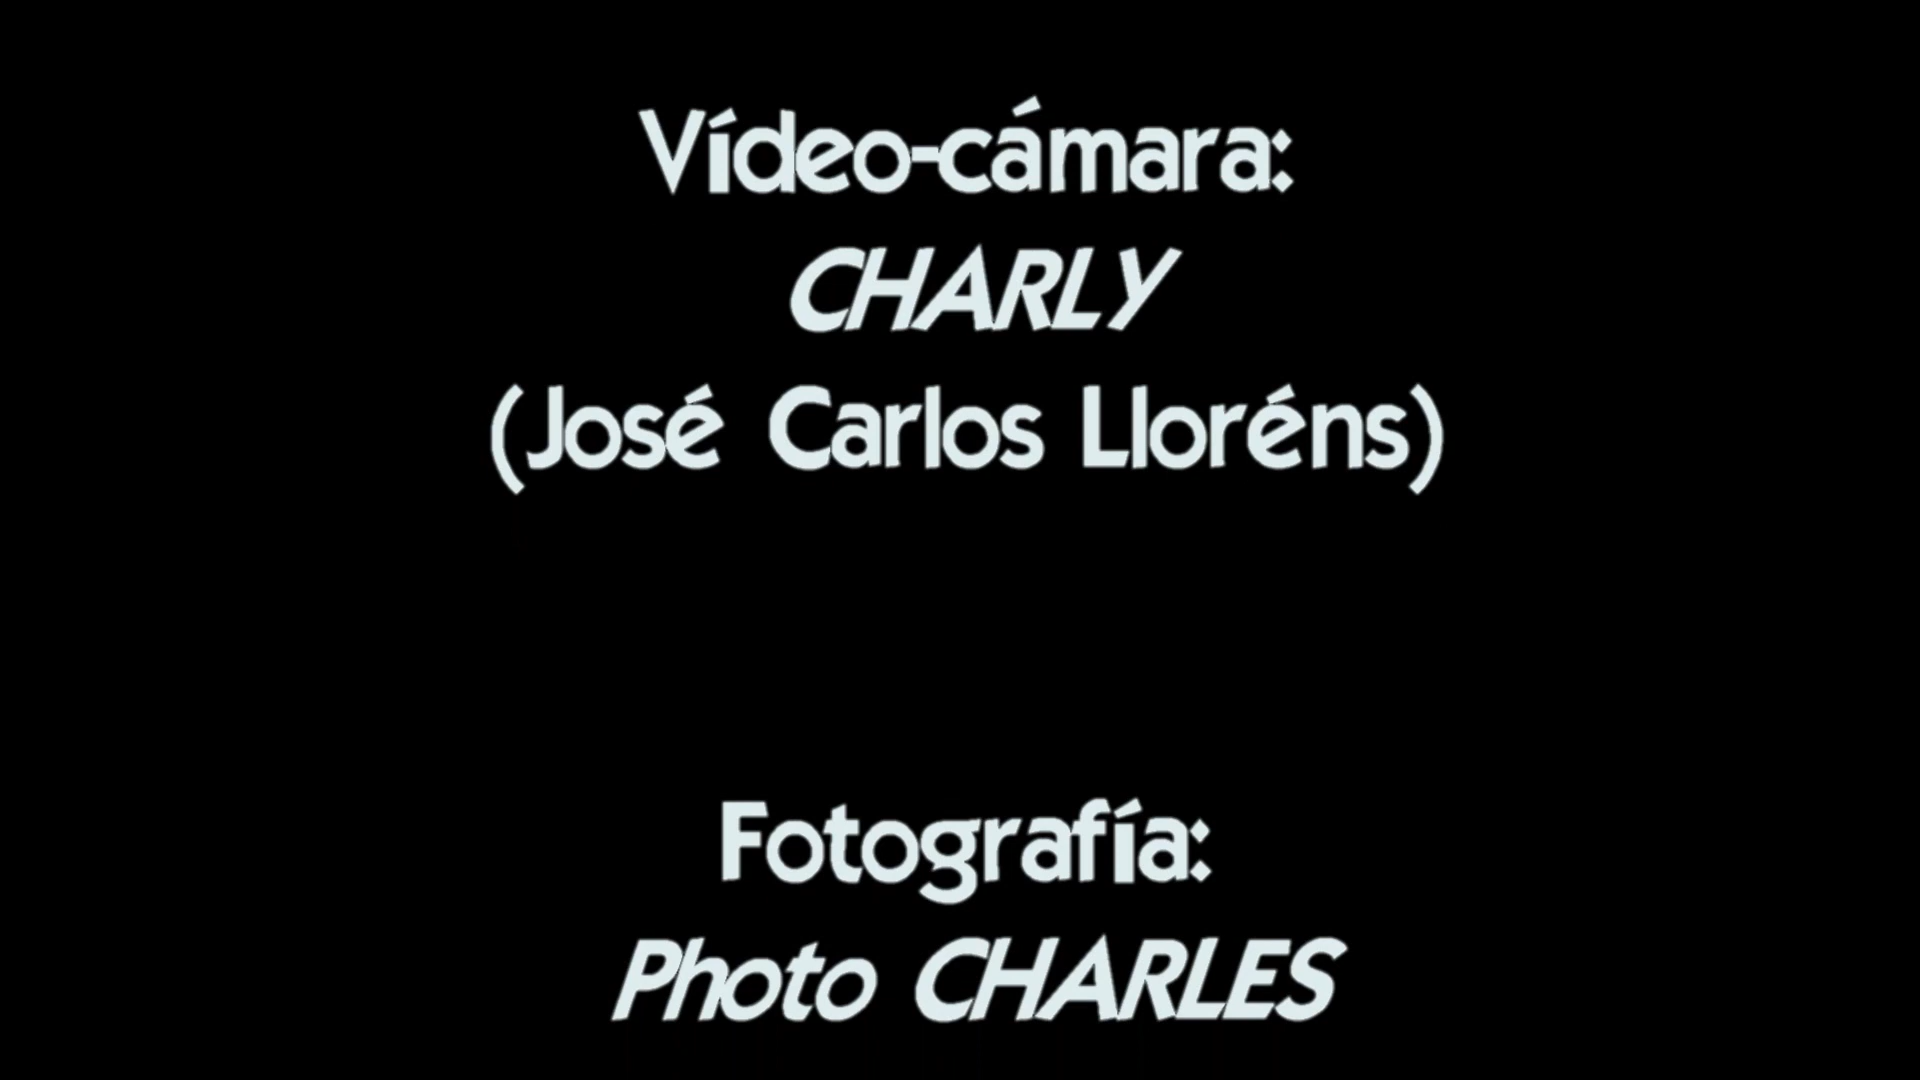 Vídeo-cámara:
CHARLY
(José Carlos Lloréns)
Fotografía:
Photo CHARLES